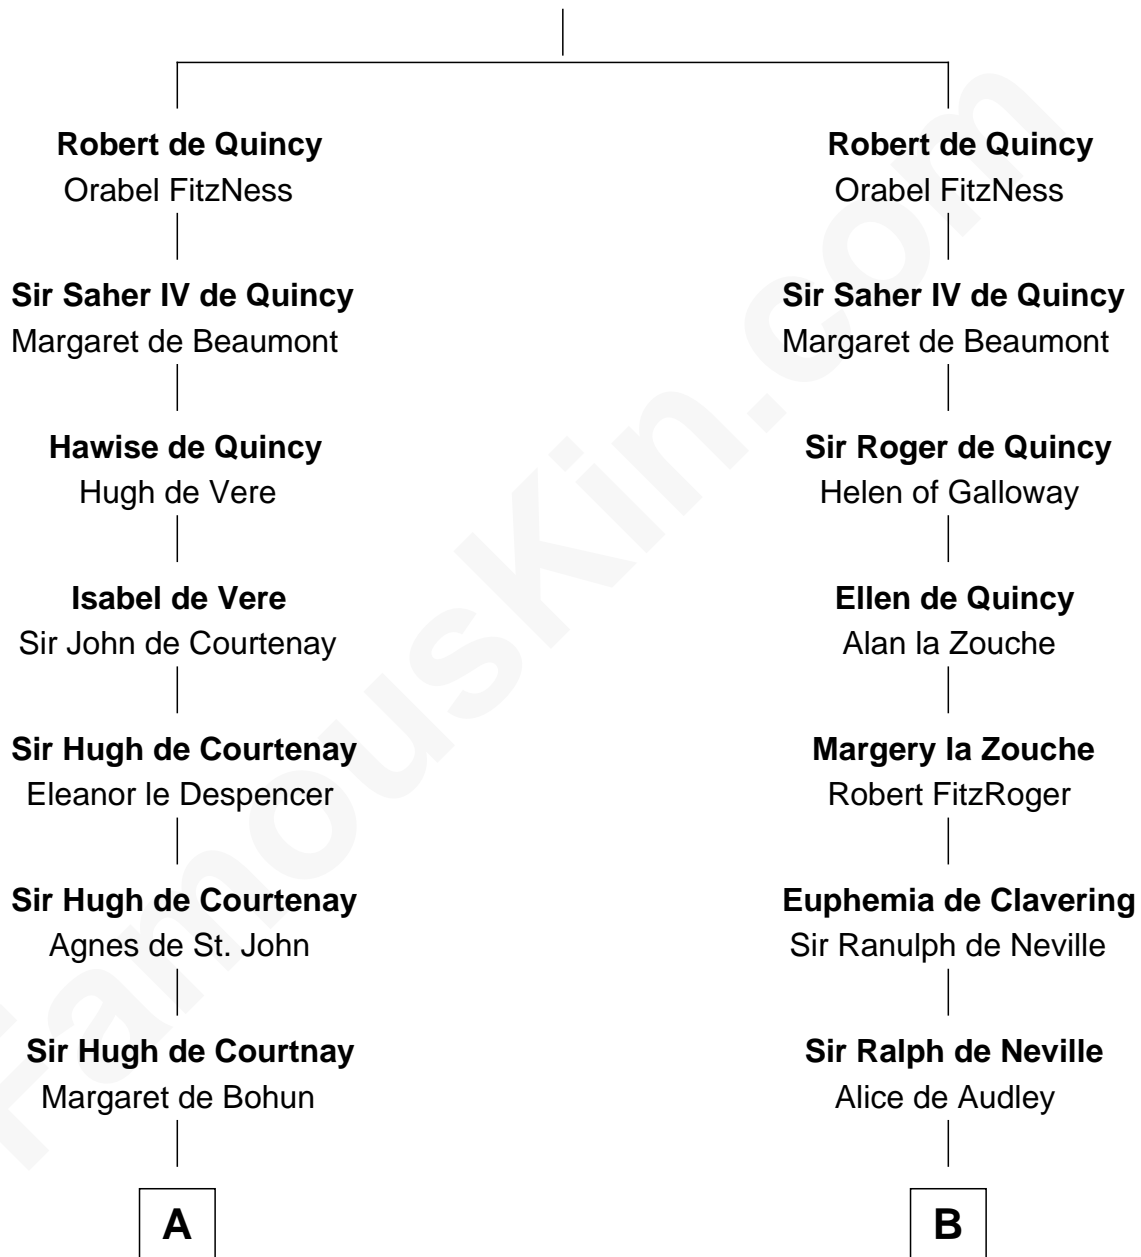 Robert de Quincy
Orabel FitzNess
Sir Saher IV de Quincy
Margaret de Beaumont
Hawise de Quincy
Hugh de Vere
Isabel de Vere
Sir John de Courtenay
Sir Hugh de Courtenay
Eleanor le Despencer
Sir Hugh de Courtenay
Agnes de St. John
Sir Hugh de Courtnay
Margaret de Bohun
A
Robert de Quincy
Orabel FitzNess
Sir Saher IV de Quincy
Margaret de Beaumont
Sir Roger de Quincy
Helen of Galloway
Ellen de Quincy
Alan la Zouche
Margery la Zouche
Robert FitzRoger
Euphemia de Clavering
Sir Ranulph de Neville
Sir Ralph de Neville
Alice de Audley
B
FamousKin.com